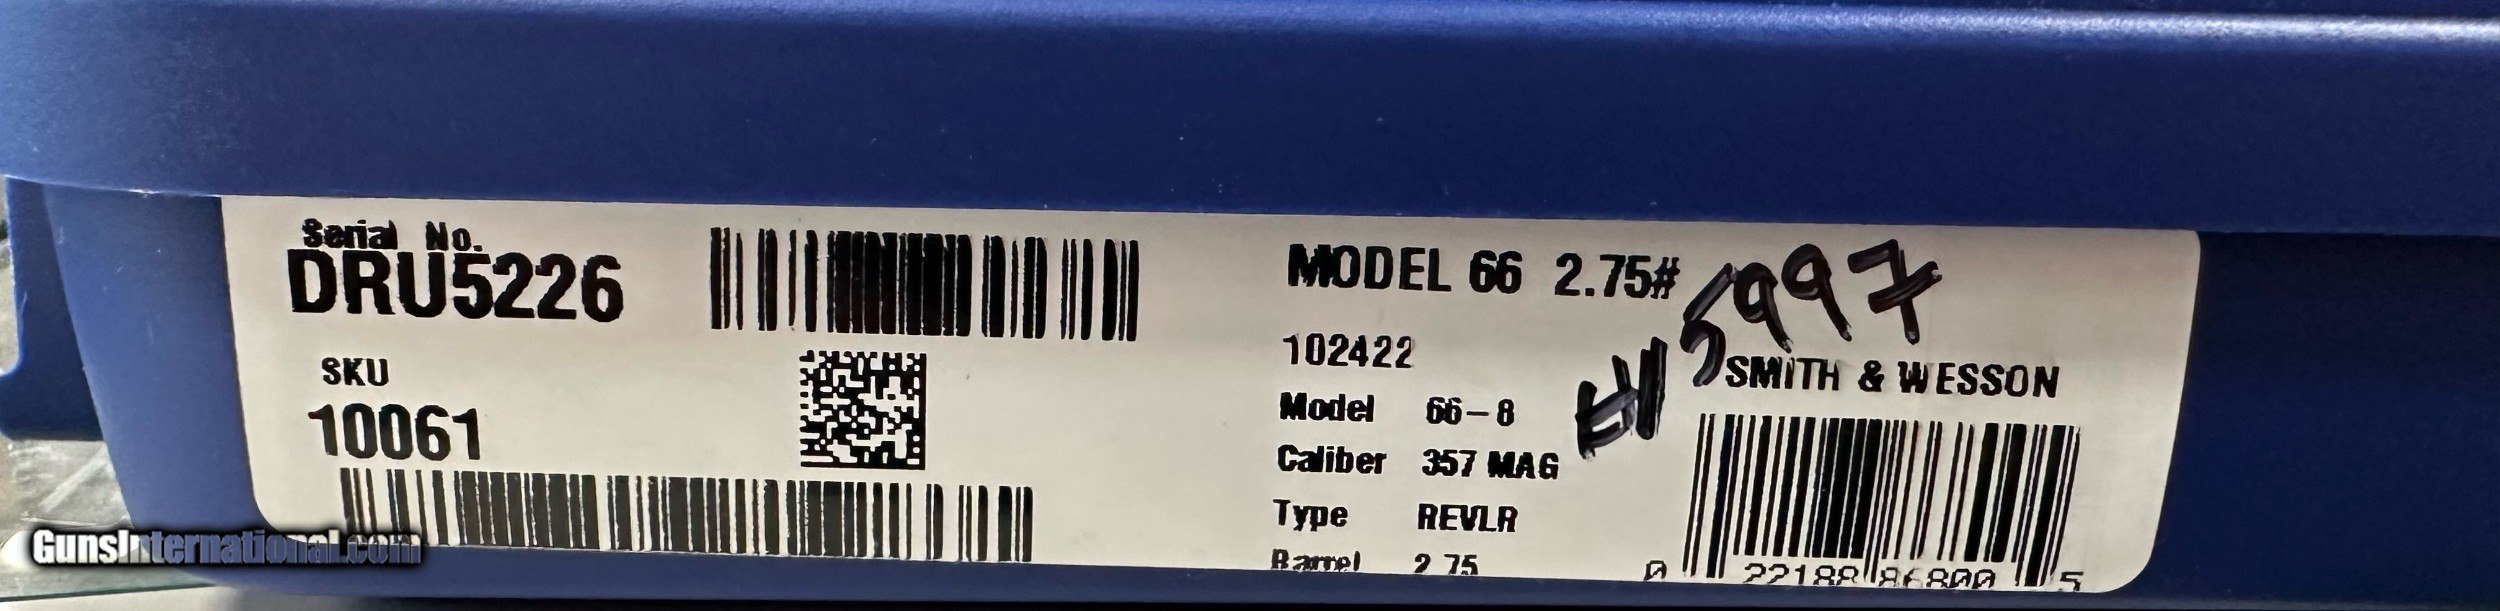 Serial No.
DRU5226
SKU
10061
MODEL 66 2.75#
102422
5997
SMITH & WESSON
Model 66-8
Caliber 357 MAG
Type REVLR
Barrel 2.75
0 22188 86800 5
GunsInternational.com